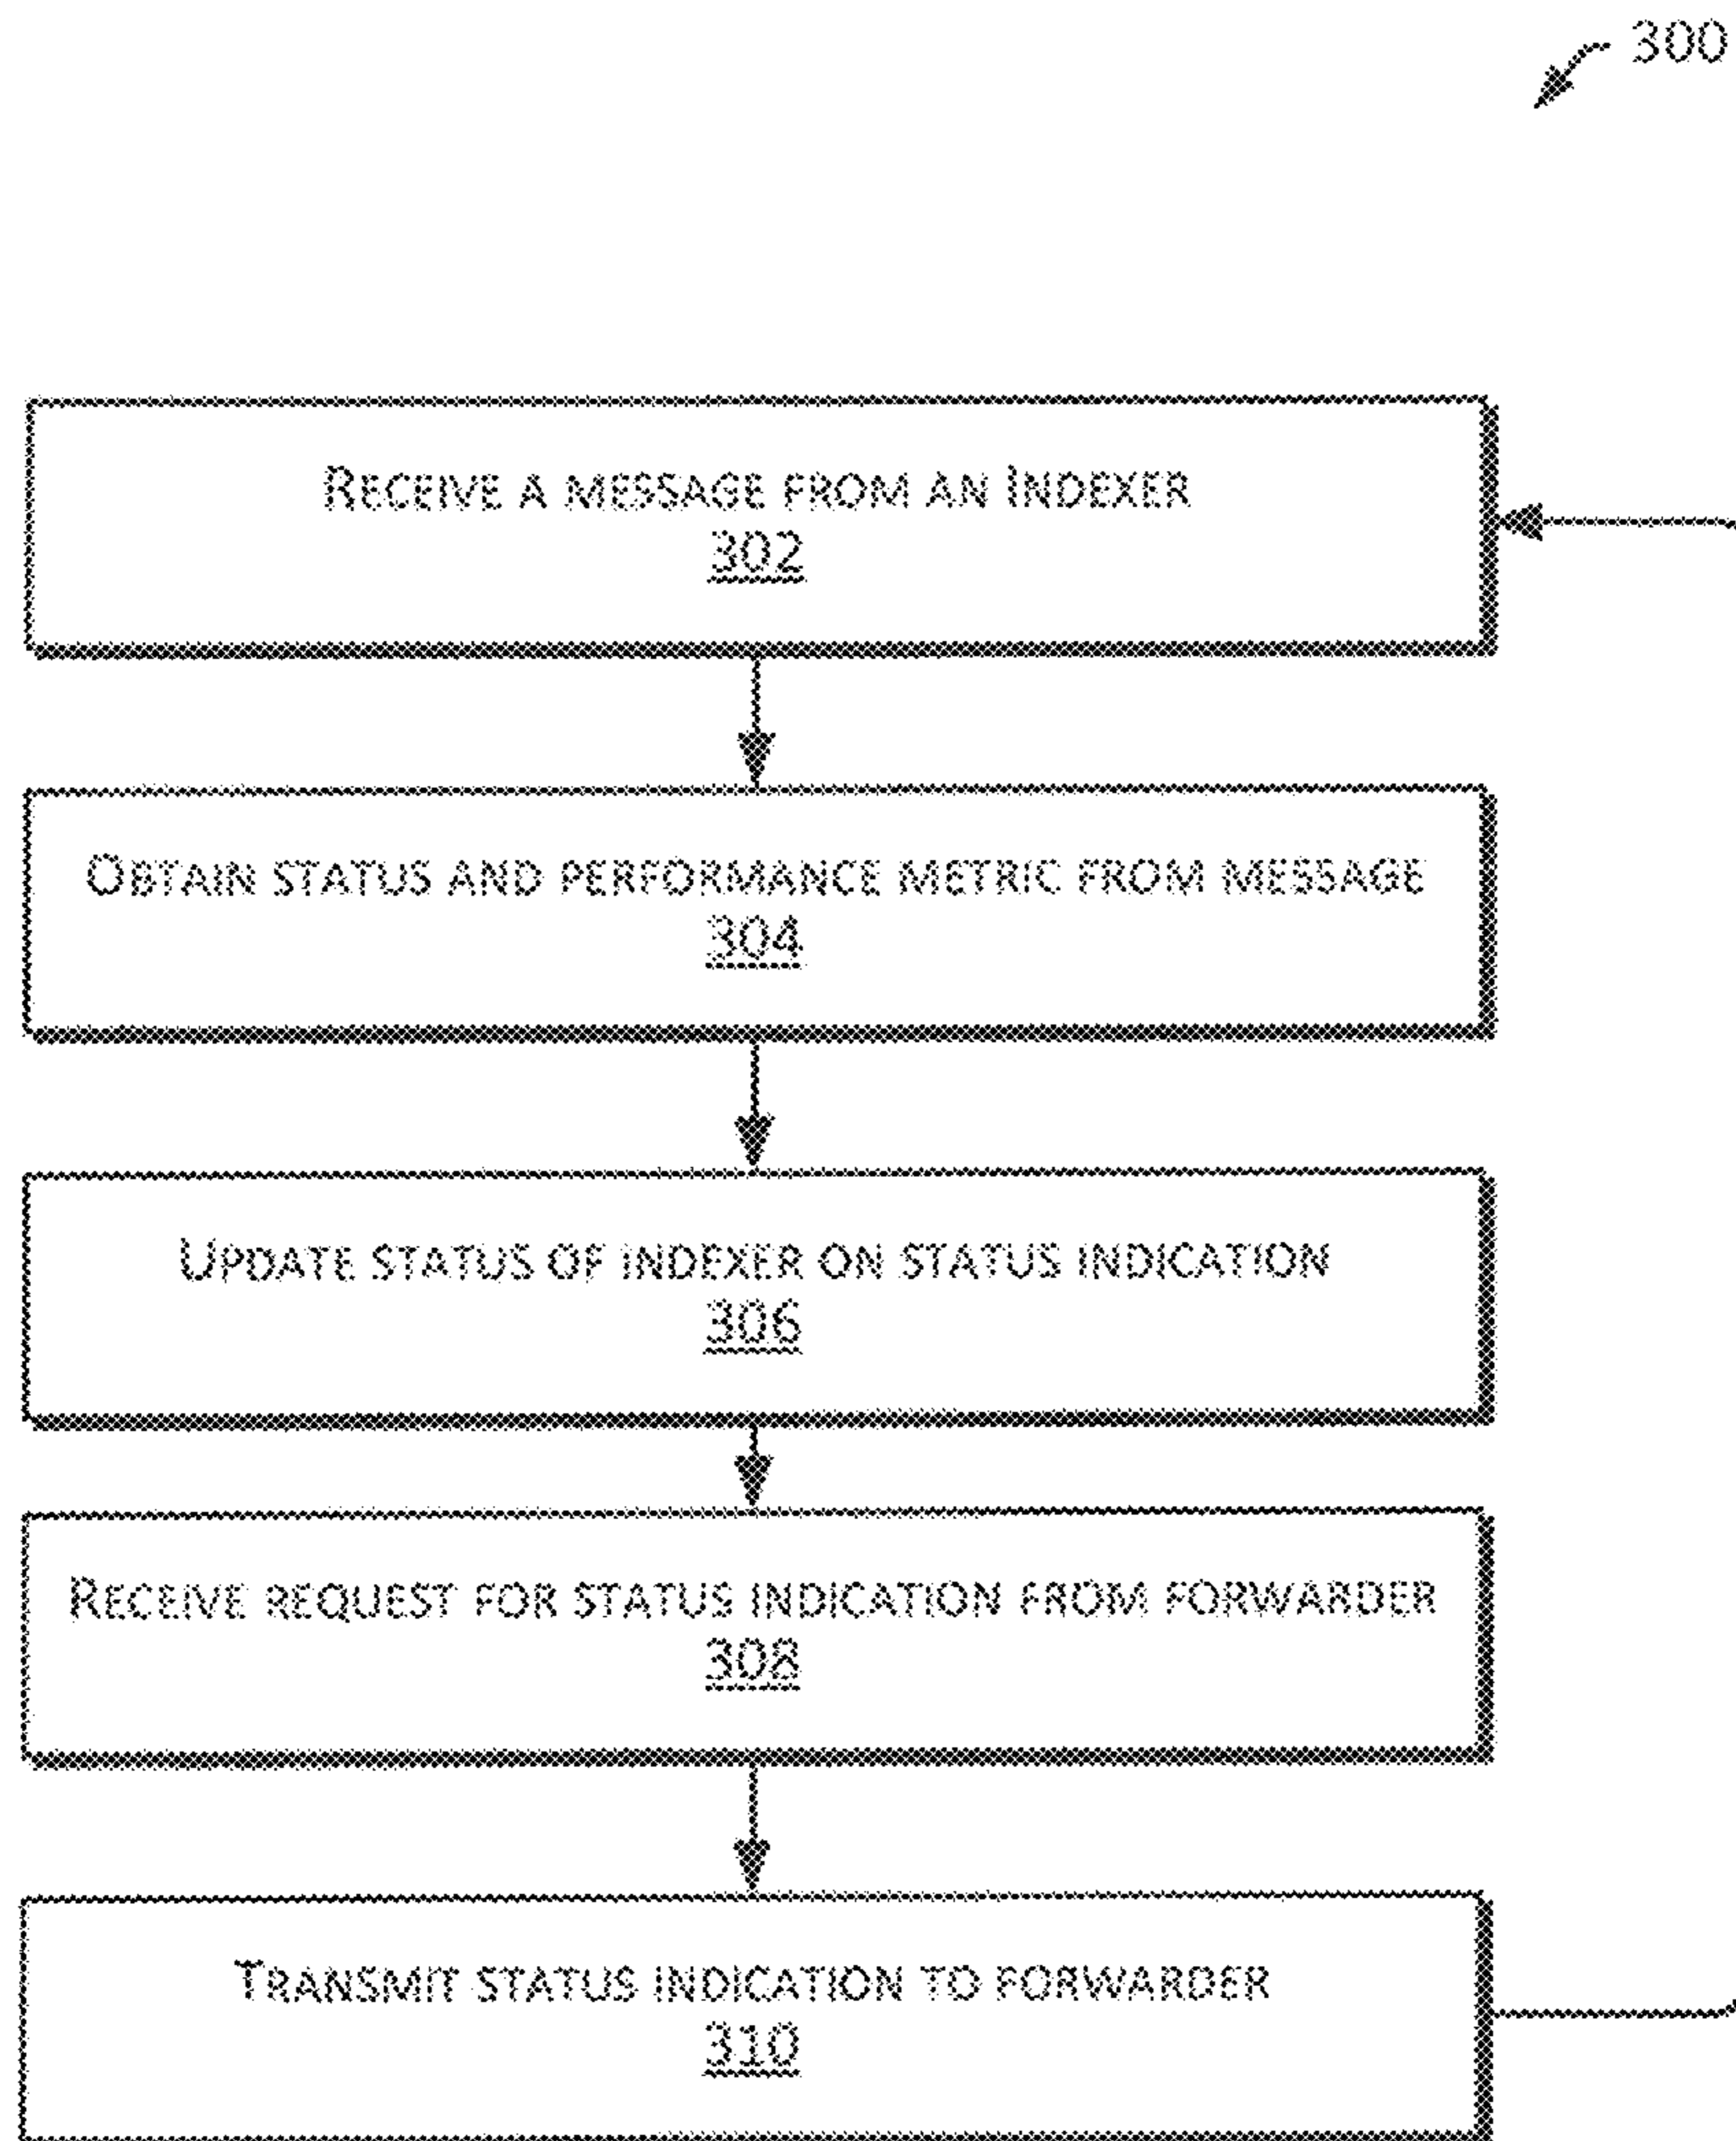 300
RECEIVE A MESSAGE FROM AN INDEXER
302
OBTAIN STATUS AND PERFORMANCE METRIC FROM MESSAGE
304
UPDATE STATUS OF INDEXER ON STATUS INDICATION
306
RECEIVE REQUEST FOR STATUS INDICATION FROM FORWARDER
308
TRANSMIT STATUS INDICATION TO FORWARDER
310